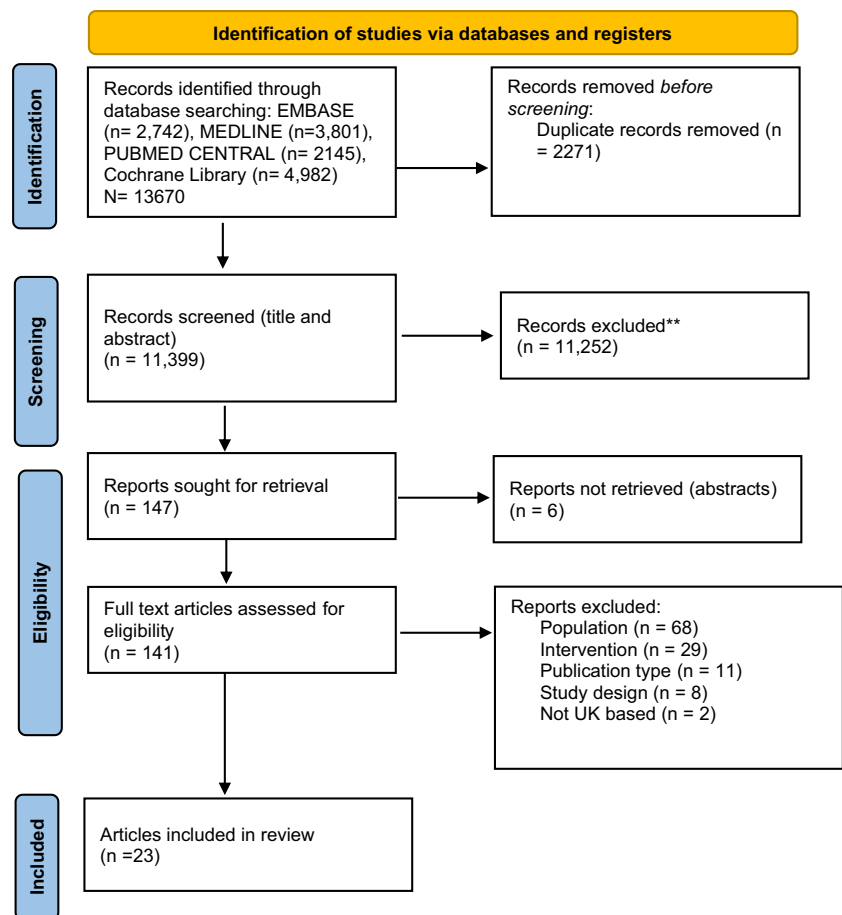 Identification of studies via databases and registers
Identification
Records identified through
database searching: EMBASE
(n= 2,742), MEDLINE (n=3,801),
PUBMED CENTRAL (n= 2145),
Cochrane Library (n= 4,982)
N= 13670
Records removed before
screening:
Duplicate records removed (n
= 2271)
Screening
Records screened (title and
abstract)
(n = 11,399)
Records excluded**
(n = 11,252)
Eligibility
Reports sought for retrieval
(n = 147)
Reports not retrieved (abstracts)
(n = 6)
Full text articles assessed for
eligibility
(n = 141)
Reports excluded:
Population (n = 68)
Intervention (n = 29)
Publication type (n = 11)
Study design (n = 8)
Not UK based (n = 2)
Included
Articles included in review
(n =23)